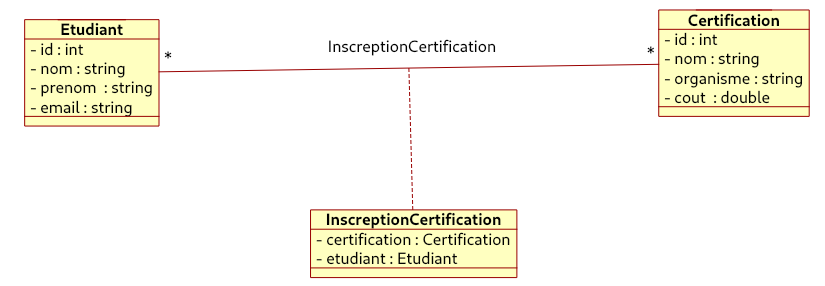 Etudiant
- id : int
- nom : string
- prenom  : string
- email : string
*
InscreptionCertification
*
Certification
- id : int
- nom : string
- organisme : string
- cout  : double
InscreptionCertification
- certification : Certification
- etudiant : Etudiant